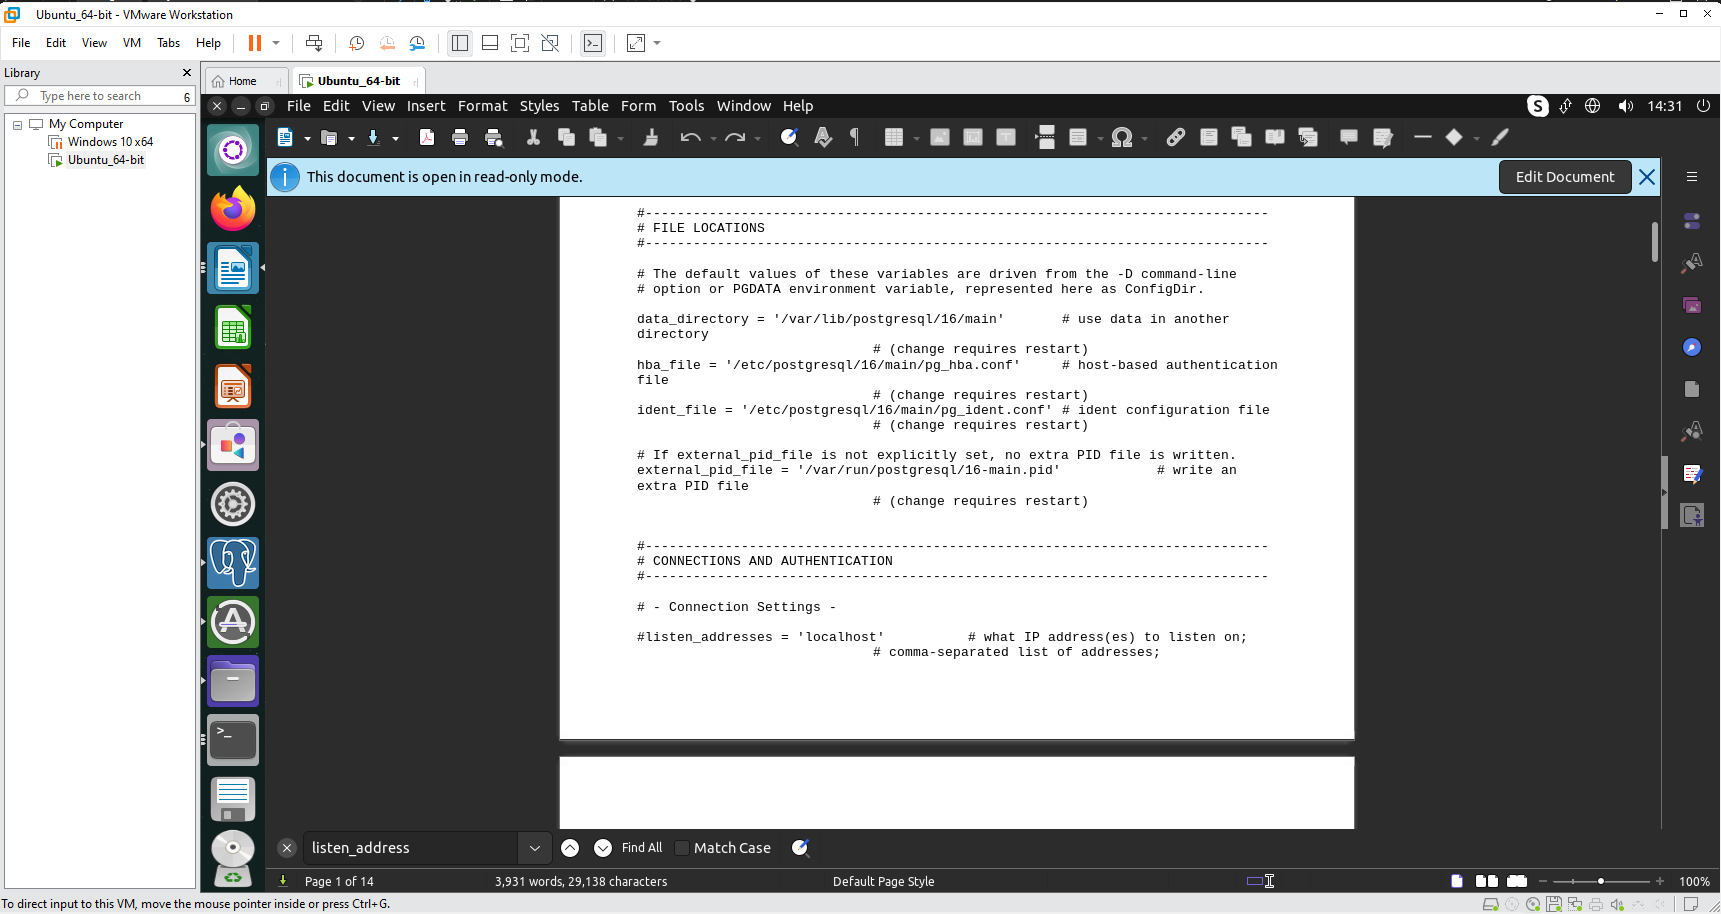 Ubuntu_64-bit - VMware Workstation
File Edit View VM Tabs Help
Library
Type here to search 6
My Computer
Windows 10 x64
Ubuntu_64-bit
Home Ubuntu_64-bit
File Edit View Insert Format Styles Table Form Tools Window Help
S 14:31
This document is open in read-only mode. Edit Document
#------------------------------------------------------------------------------
# FILE LOCATIONS
#------------------------------------------------------------------------------
# The default values of these variables are driven from the -D command-line
# option or PGDATA environment variable, represented here as ConfigDir.
data_directory = '/var/lib/postgresql/16/main' # use data in another
directory
# (change requires restart)
hba_file = '/etc/postgresql/16/main/pg_hba.conf' # host-based authentication
file
# (change requires restart)
ident_file = '/etc/postgresql/16/main/pg_ident.conf' # ident configuration file
# (change requires restart)
# If external_pid_file is not explicitly set, no extra PID file is written.
external_pid_file = '/var/run/postgresql/16-main.pid' # write an
extra PID file
# (change requires restart)
#------------------------------------------------------------------------------
# CONNECTIONS AND AUTHENTICATION
#------------------------------------------------------------------------------
# - Connection Settings -
#listen_addresses = 'localhost' # what IP address(es) to listen on;
# comma-separated list of addresses;
listen_address Find All Match Case
Page 1 of 14 3,931 words, 29,138 characters Default Page Style 100%
To direct input to this VM, move the mouse pointer inside or press Ctrl+G.